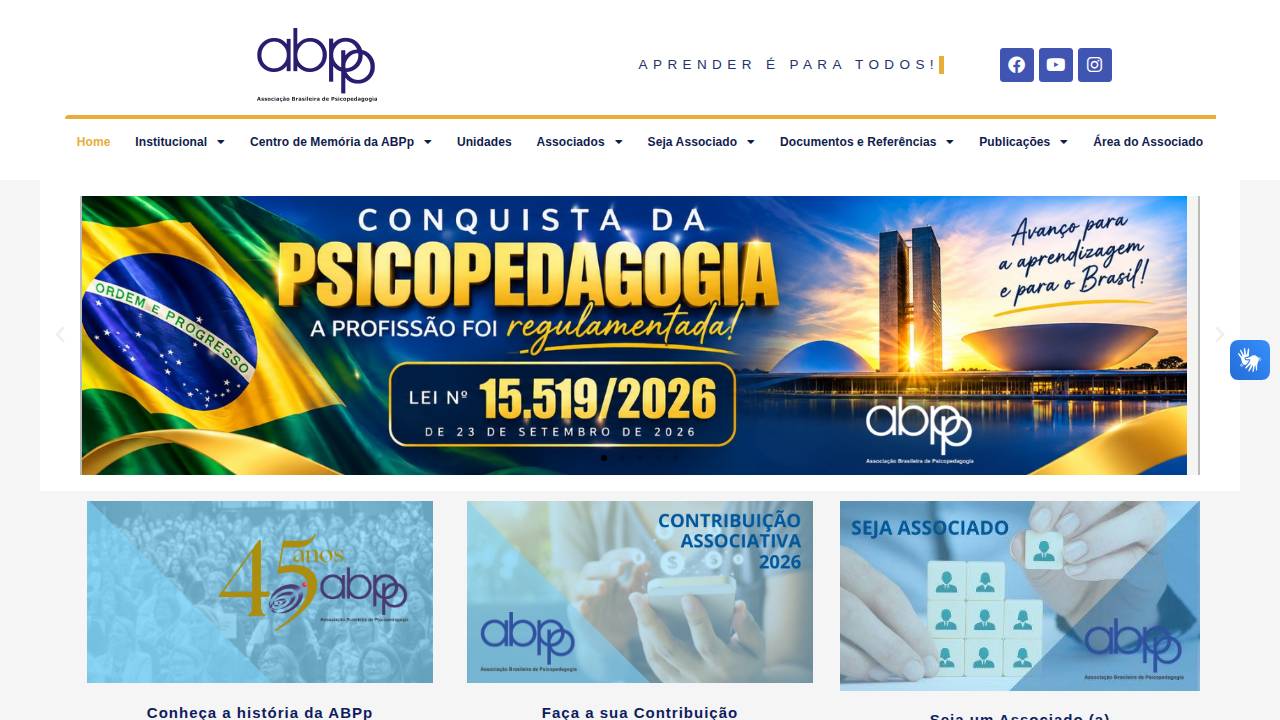 abpp
Associação Brasileira de Psicopedagogia
APRENDER É PARA TODOS!
Home Institucional Centro de Memória da ABPp Unidades Associados Seja Associado Documentos e Referências Publicações Área do Associado
CONQUISTA DA
PSICOPEDAGOGIA
A PROFISSÃO FOI regulamentada!
LEI Nº 15.519/2026
DE 23 DE SETEMBRO DE 2026
ORDEM E PROGRESSO
Avanço para
a aprendizagem
e para o Brasil!
abpp
Associação Brasileira de Psicopedagogia
45 anos abpp
Associação Brasileira de Psicopedagogia
CONTRIBUIÇÃO
ASSOCIATIVA
2026
abpp
Associação Brasileira de Psicopedagogia
SEJA ASSOCIADO
abpp
Associação Brasileira de Psicopedagogia
Conheça a história da ABPp
Faça a sua Contribuição
Seja um Associado (a)